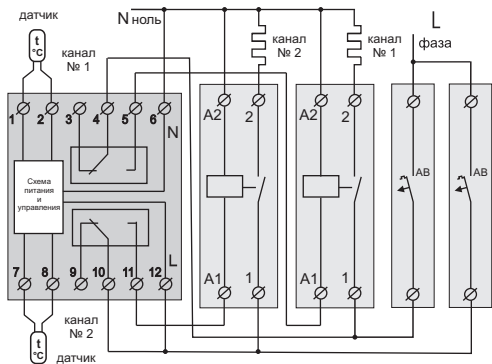 датчик
t
°C
канал
№ 1
N ноль
канал
№ 2
канал
№ 1
L
фаза
1 2 3 4 5 6
N
A2 2
A2 2
Схема
питания
и
управления
AB
AB
L
7 8 9 10 11 12
A1 1
A1 1
t
°C
канал
№ 2
датчик